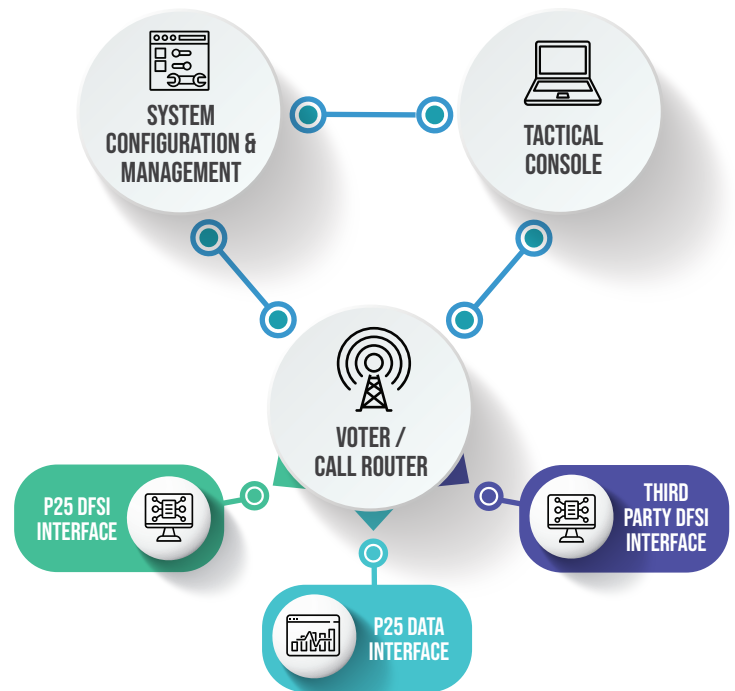 SYSTEM
CONFIGURATION &
MANAGEMENT
TACTICAL
CONSOLE
VOTER /
CALL ROUTER
P25 DFSI
INTERFACE
THIRD
PARTY DFSI
INTERFACE
P25 DATA
INTERFACE